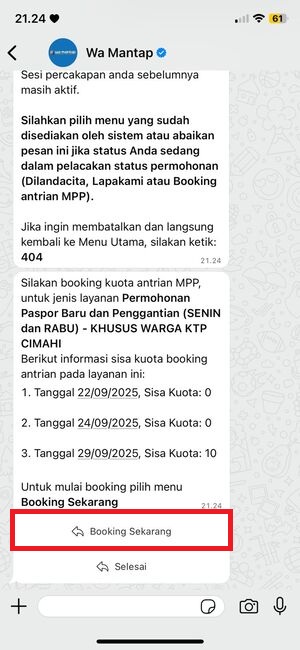 21.24
61
WA MANTAP
Wa Mantap
Sesi percakapan anda sebelumnya
masih aktif.
Silahkan pilih menu yang sudah
disediakan oleh sistem atau abaikan
pesan ini jika status Anda sedang
dalam pelacakan status permohonan
(Dilandacita, Lapakami atau Booking
antrian MPP).
Jika ingin membatalkan dan langsung
kembali ke Menu Utama, silakan ketik:
404
21.24
Silakan booking kuota antrian MPP,
untuk jenis layanan Permohonan
Paspor Baru dan Penggantian (SENIN
dan RABU) - KHUSUS WARGA KTP
CIMAHI
Berikut informasi sisa kuota booking
antrian pada layanan ini:
1. Tanggal 22/09/2025, Sisa Kuota: 0
2. Tanggal 24/09/2025, Sisa Kuota: 0
3. Tanggal 29/09/2025, Sisa Kuota: 10
Untuk mulai booking pilih menu
Booking Sekarang
21.24
Booking Sekarang
Selesai